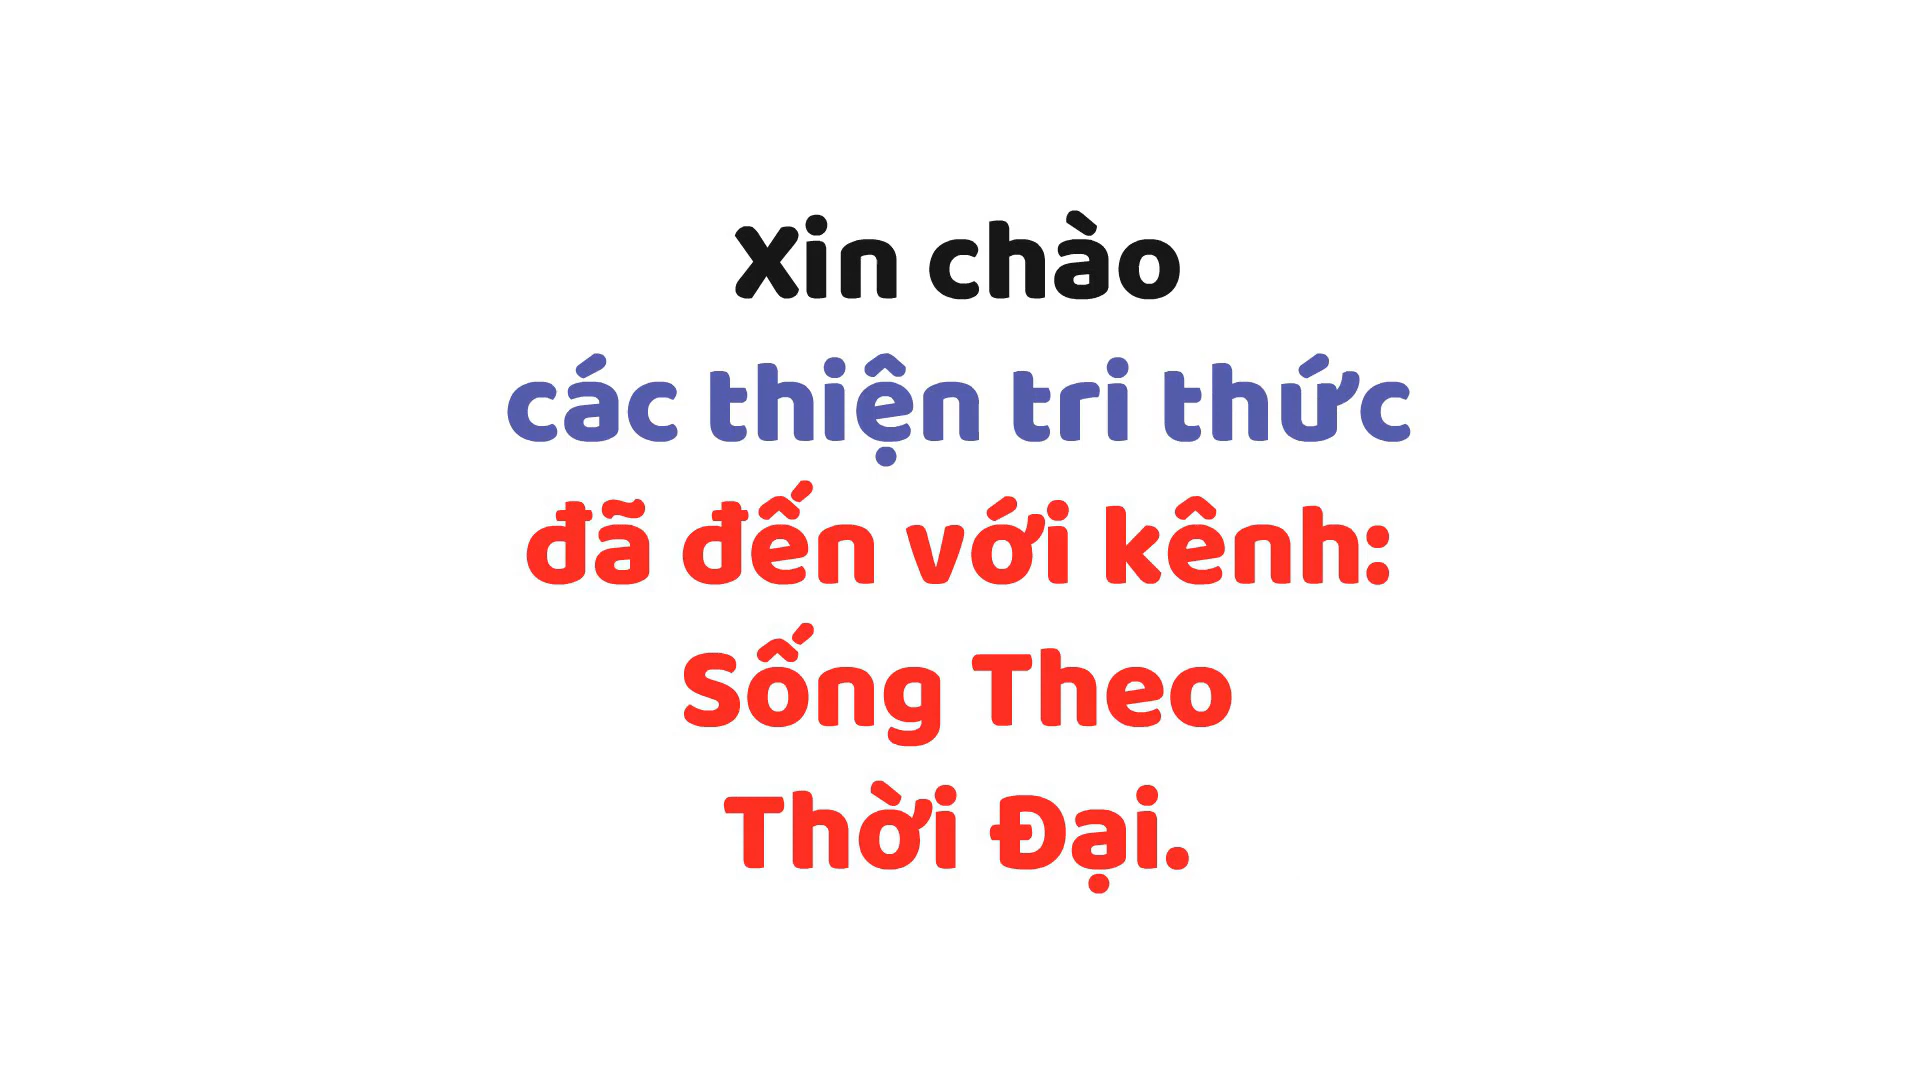 Xin chào
các thiện tri thức
đã đến với kênh:
Sống Theo
Thời Đại.